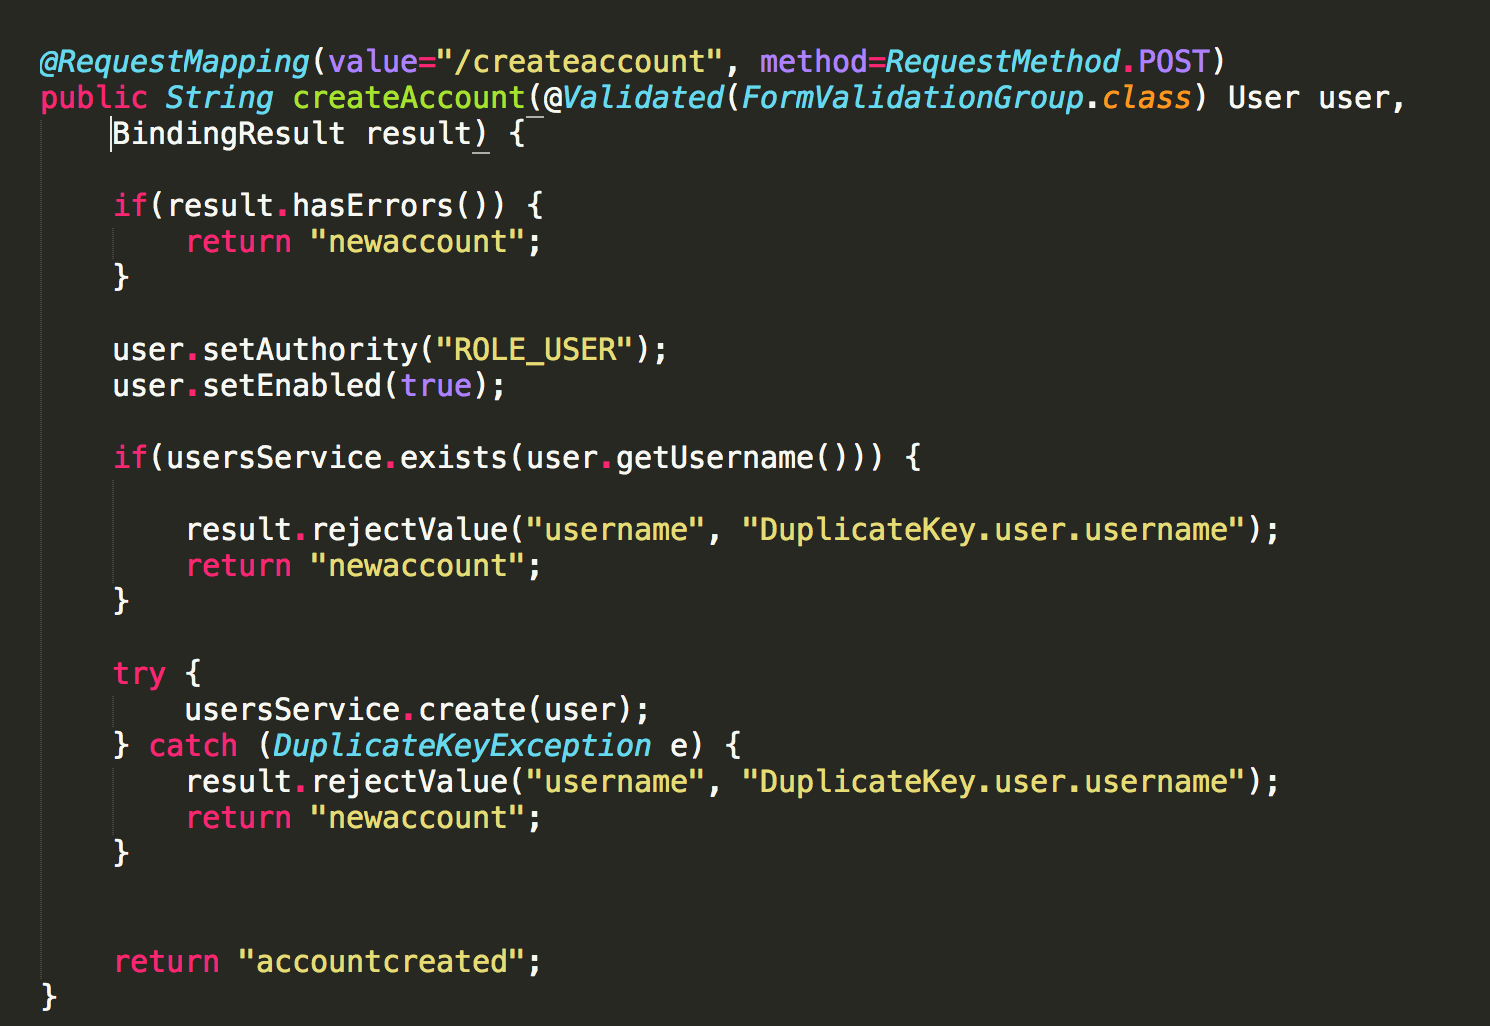 @RequestMapping(value="/createaccount", method=RequestMethod.POST)
public String createAccount(@Validated(FormValidationGroup.class) User user,
BindingResult result) {
if(result.hasErrors()) {
return "newaccount";
}
user.setAuthority("ROLE_USER");
user.setEnabled(true);
if(usersService.exists(user.getUsername())) {
result.rejectValue("username", "DuplicateKey.user.username");
return "newaccount";
}
try {
usersService.create(user);
} catch (DuplicateKeyException e) {
result.rejectValue("username", "DuplicateKey.user.username");
return "newaccount";
}
return "accountcreated";
}